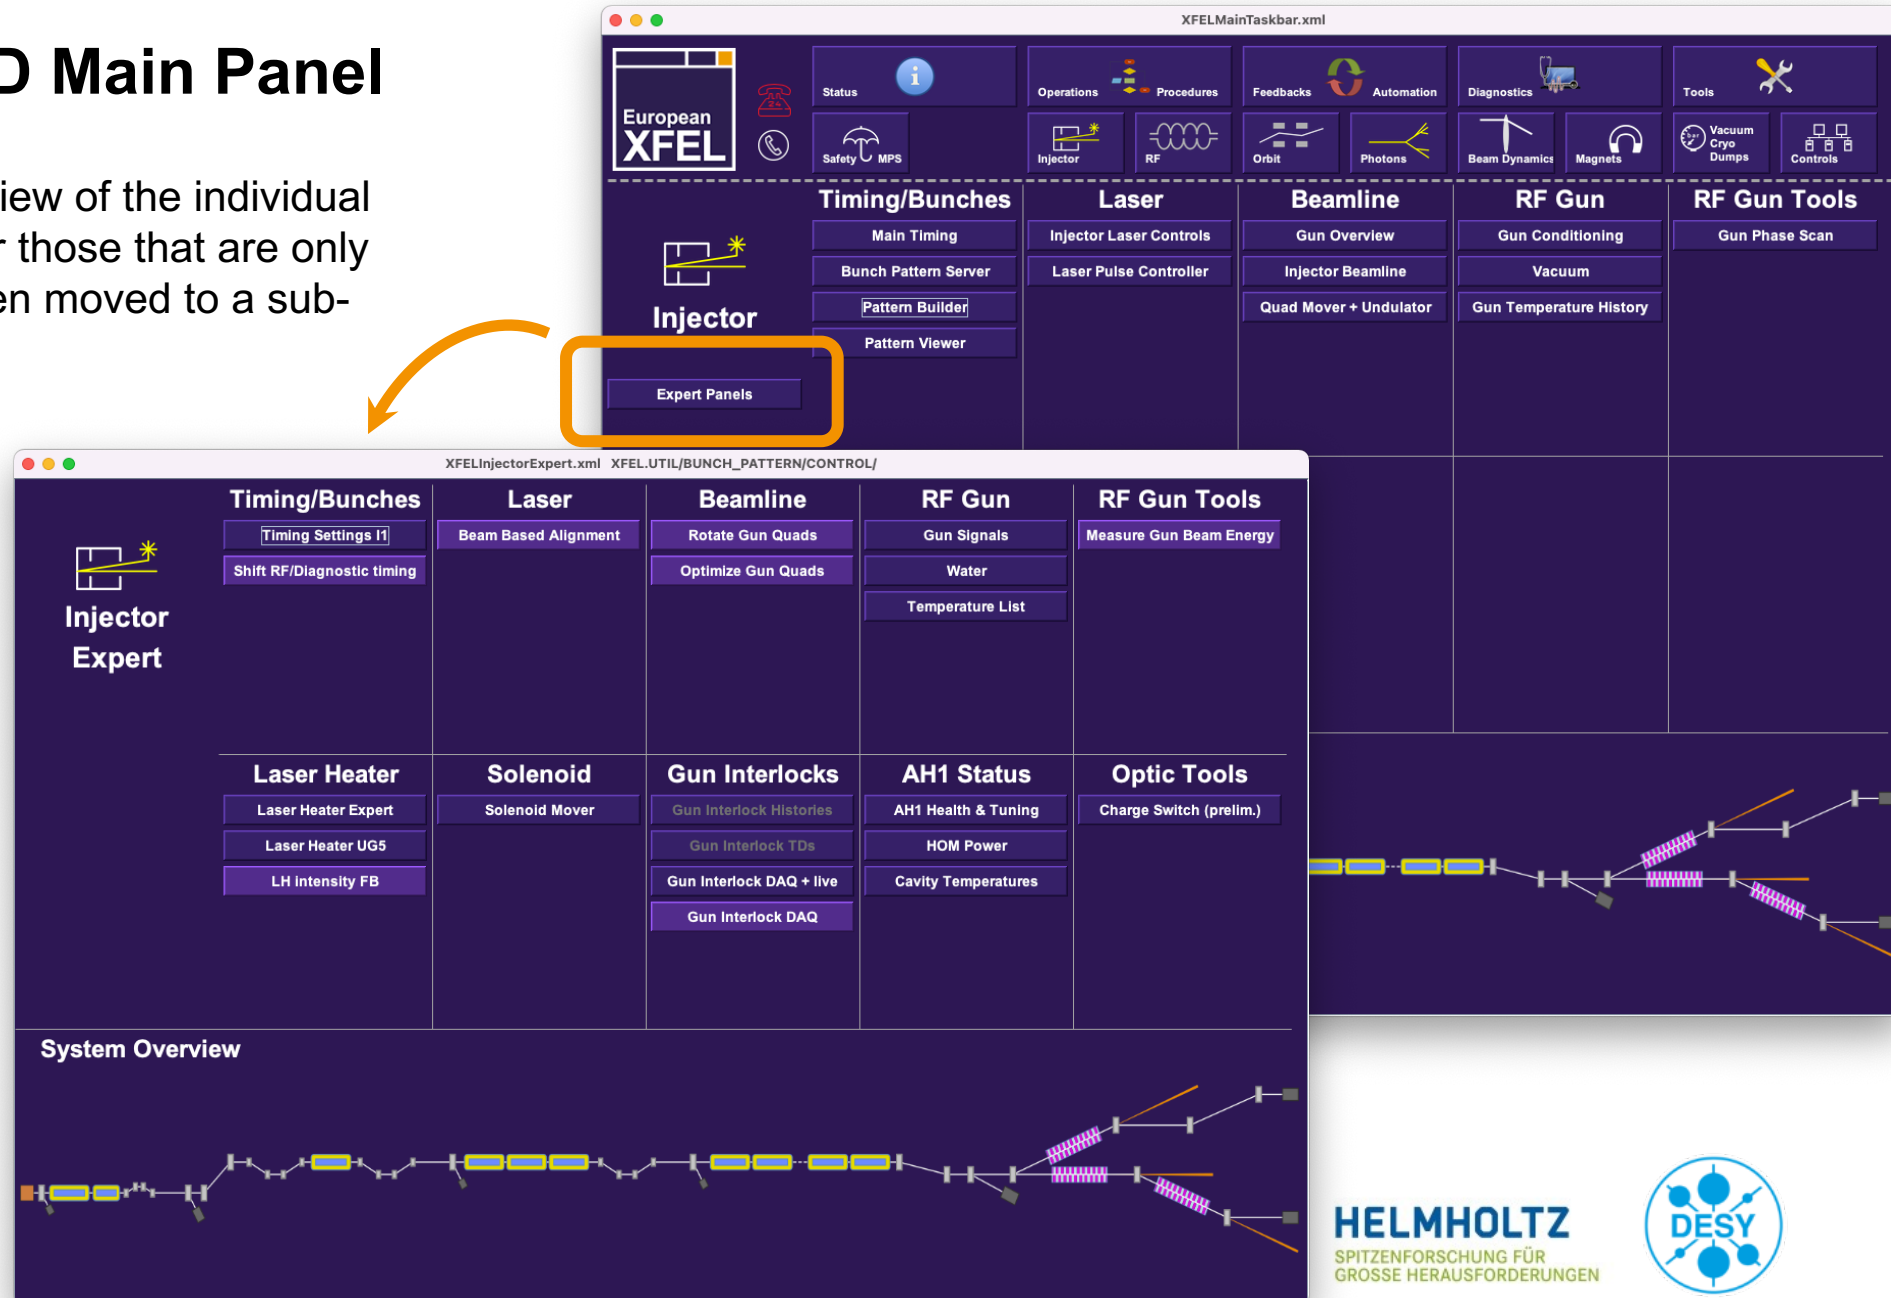 D Main Panel
iew of the individual
r those that are only
en moved to a sub-
XFELMainTaskbar.xml
European
XFEL
24
Status
i
Operations
Procedures
Feedbacks
Automation
Diagnostics
Tools
Safety
MPS
Injector
RF
Orbit
Photons
Beam Dynamics
Magnets
bar
Vacuum
Cryo
Dumps
Controls
Injector
Expert Panels
Timing/Bunches
Main Timing
Bunch Pattern Server
Pattern Builder
Pattern Viewer
Laser
Injector Laser Controls
Laser Pulse Controller
Beamline
Gun Overview
Injector Beamline
Quad Mover + Undulator
RF Gun
Gun Conditioning
Vacuum
Gun Temperature History
RF Gun Tools
Gun Phase Scan
XFELInjectorExpert.xml XFEL.UTIL/BUNCH_PATTERN/CONTROL/
Injector
Expert
Timing/Bunches
Timing Settings I1
Shift RF/Diagnostic timing
Laser
Beam Based Alignment
Beamline
Rotate Gun Quads
Optimize Gun Quads
RF Gun
Gun Signals
Water
Temperature List
RF Gun Tools
Measure Gun Beam Energy
Laser Heater
Laser Heater Expert
Laser Heater UG5
LH intensity FB
Solenoid
Solenoid Mover
Gun Interlocks
Gun Interlock Histories
Gun Interlock TDs
Gun Interlock DAQ + live
Gun Interlock DAQ
AH1 Status
AH1 Health & Tuning
HOM Power
Cavity Temperatures
Optic Tools
Charge Switch (prelim.)
System Overview
HELMHOLTZ
SPITZENFORSCHUNG FÜR
GROSSE HERAUSFORDERUNGEN
DESY